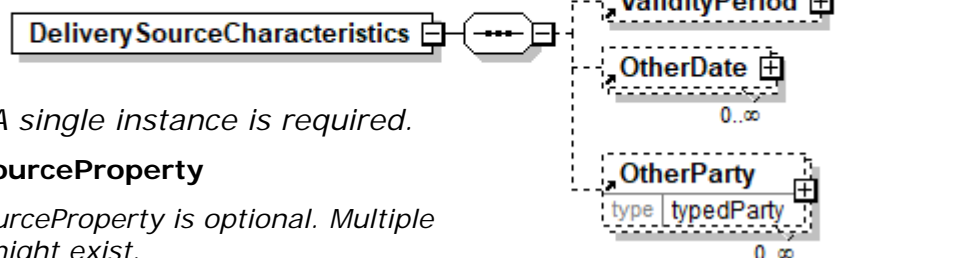 ValidityPeriod
DeliverySourceCharacteristics
OtherDate
0..∞
A single instance is required.
ourceProperty
OtherParty
type typedParty
urceProperty is optional. Multiple
night exist.
0..∞